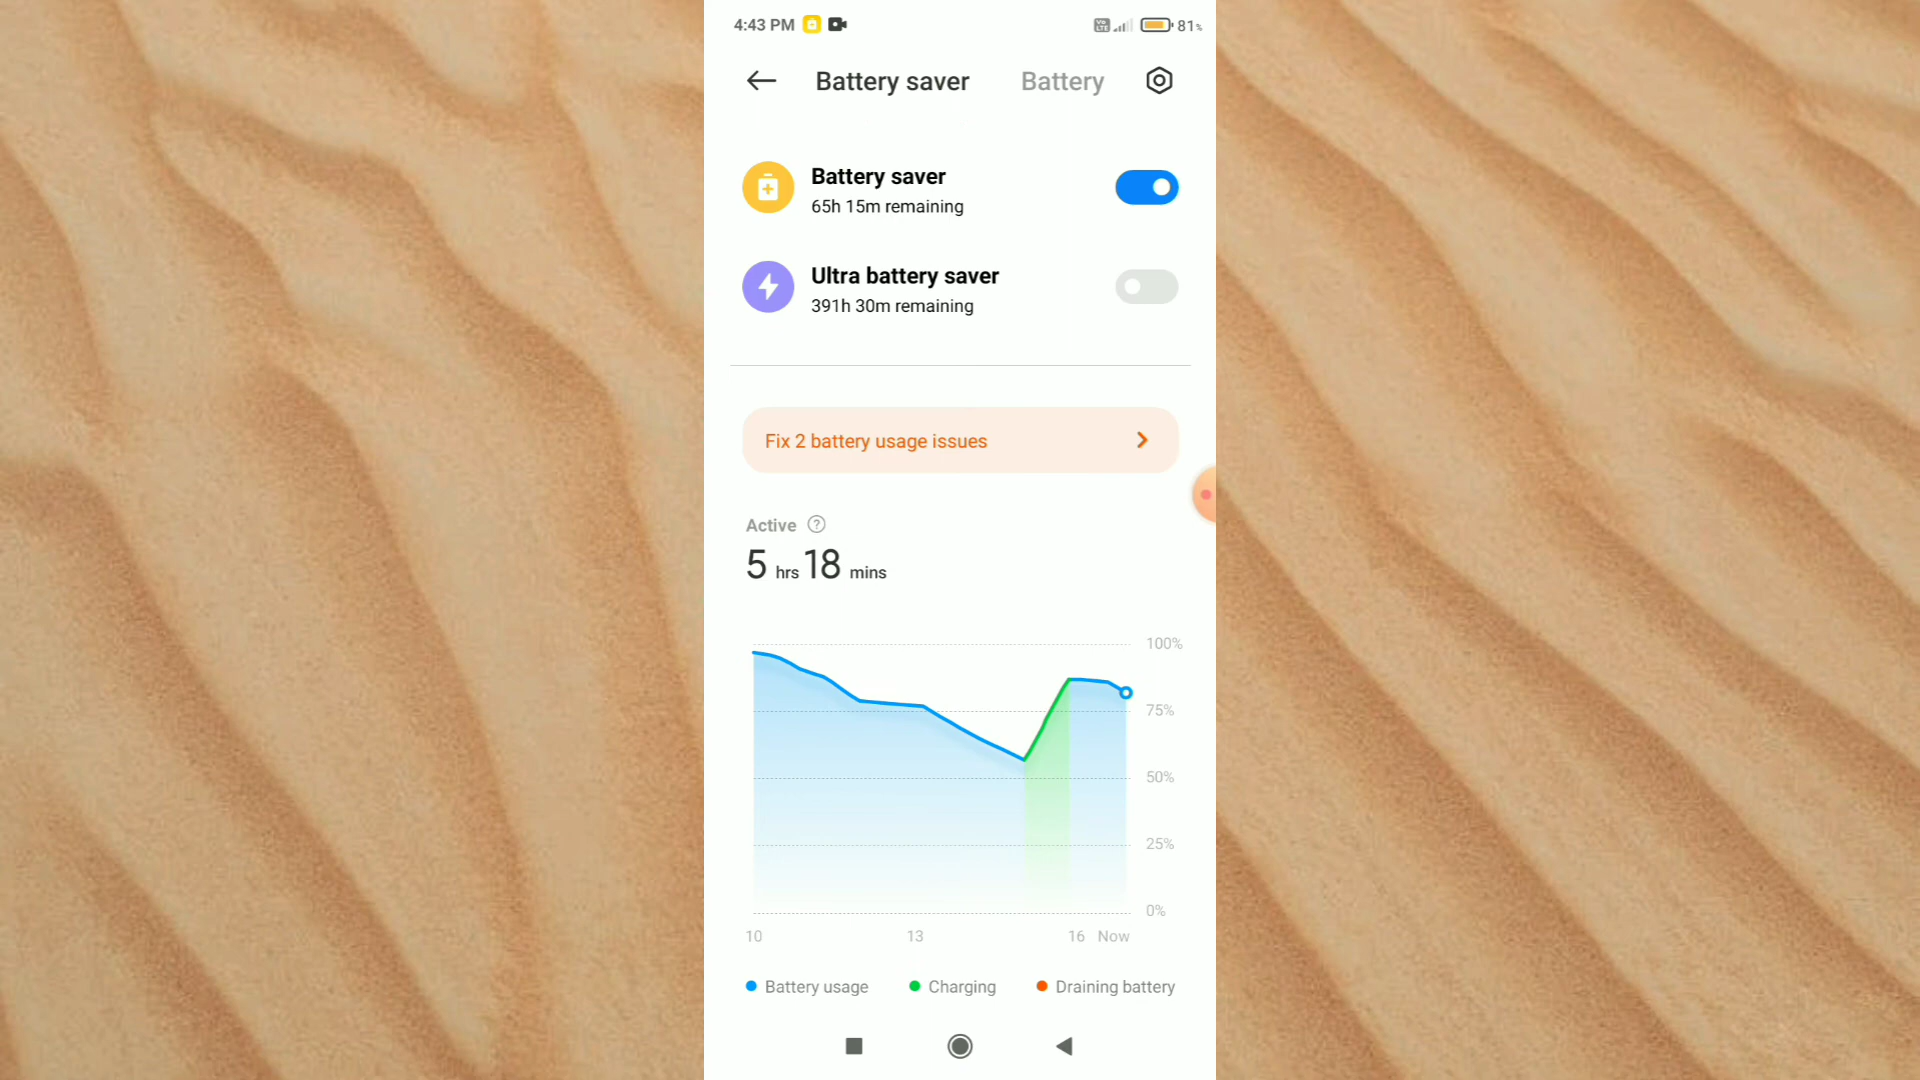 4:43 PM 81%
Battery saver Battery
Battery saver
65h 15m remaining
Ultra battery saver
391h 30m remaining
Fix 2 battery usage issues
Active ?
5 hrs 18 mins
100%
75%
50%
25%
0%
10 13 16 Now
Battery usage Charging Draining battery